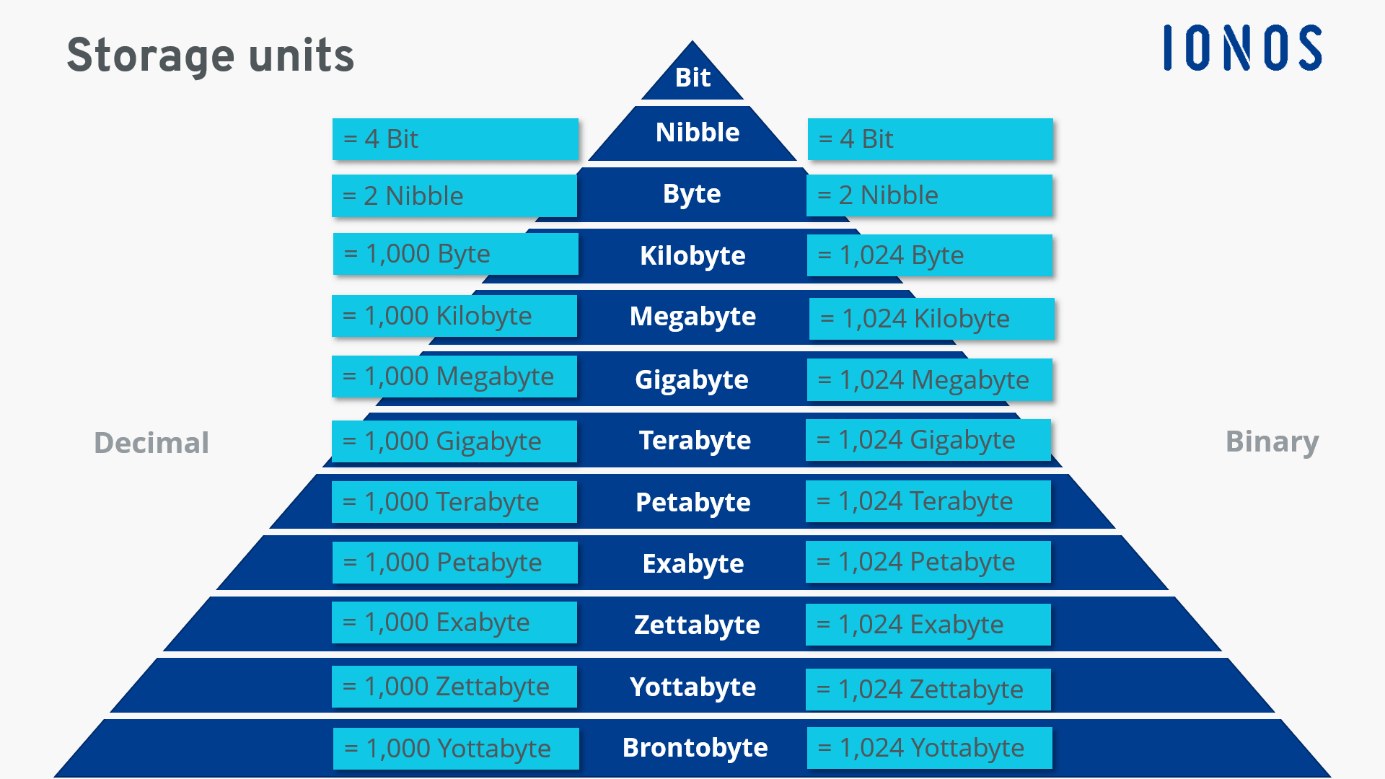 Storage units
IONOS
Bit
= 4 Bit
Nibble
= 4 Bit
= 2 Nibble
Byte
= 2 Nibble
= 1,000 Byte
Kilobyte
= 1,024 Byte
= 1,000 Kilobyte
Megabyte
= 1,024 Kilobyte
= 1,000 Megabyte
Gigabyte
= 1,024 Megabyte
Decimal
= 1,000 Gigabyte
Terabyte
= 1,024 Gigabyte
Binary
= 1,000 Terabyte
Petabyte
= 1,024 Terabyte
= 1,000 Petabyte
Exabyte
= 1,024 Petabyte
= 1,000 Exabyte
Zettabyte
= 1,024 Exabyte
= 1,000 Zettabyte
Yottabyte
= 1,024 Zettabyte
= 1,000 Yottabyte
Brontobyte
= 1,024 Yottabyte